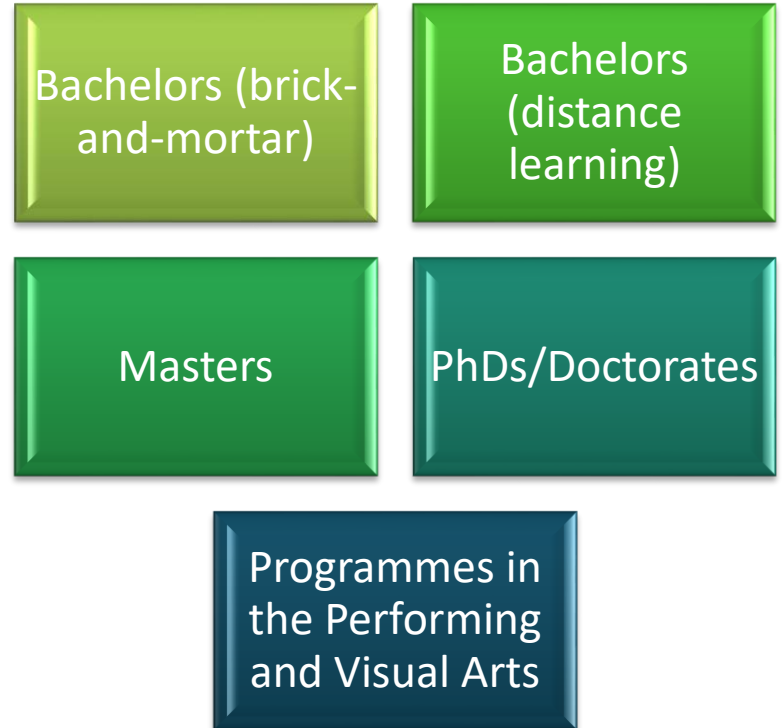 Bachelors (brick-
and-mortar)
Bachelors
(distance
learning)
Masters
PhDs/Doctorates
Programmes in
the Performing
and Visual Arts